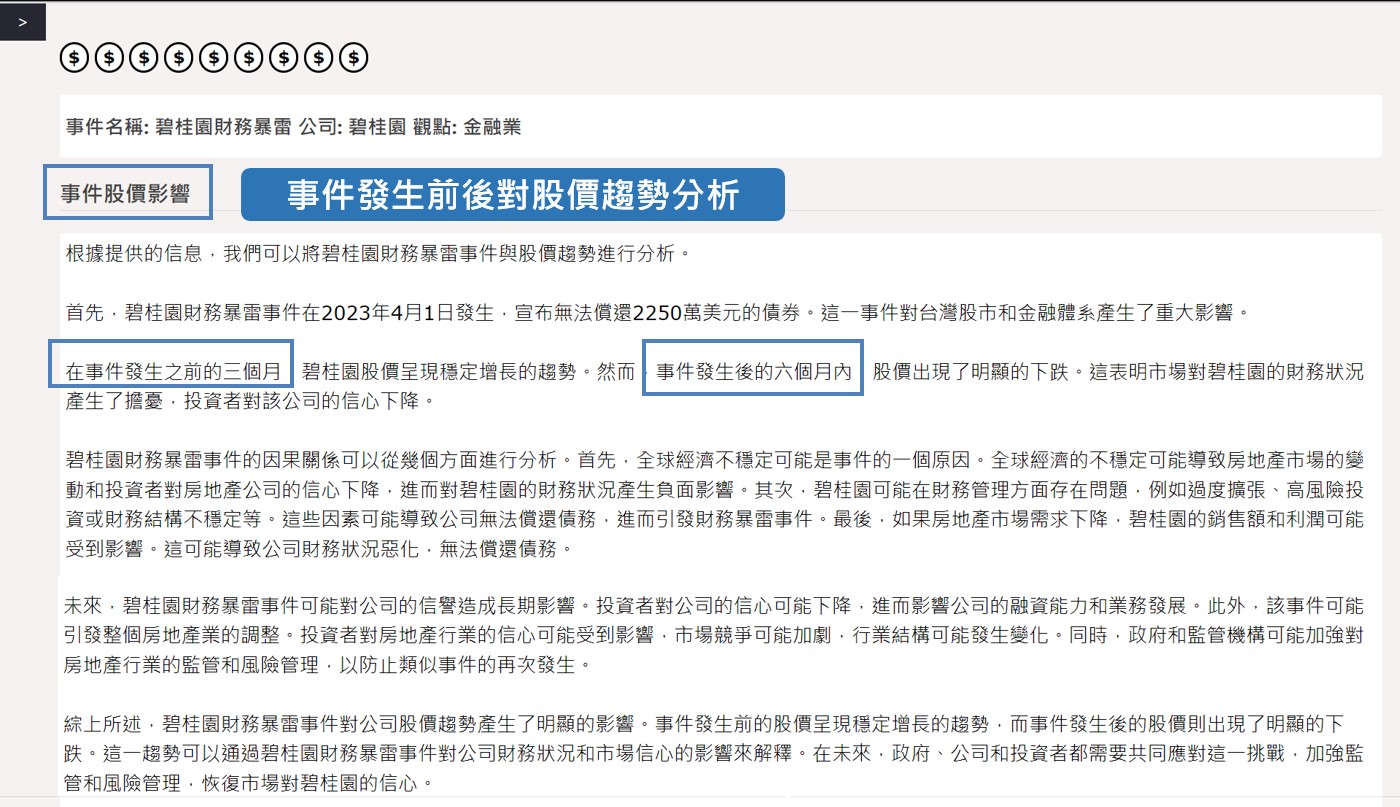 >
$ $ $ $ $ $ $ $ $
事件名稱: 碧桂園財務暴雷 公司: 碧桂園 觀點: 金融業
事件股價影響
事件發生前後對股價趨勢分析
根據提供的信息，我們可以將碧桂園財務暴雷事件與股價趨勢進行分析。
首先，碧桂園財務暴雷事件在2023年4月1日發生，宣布無法償還2250萬美元的債券。這一事件對台灣股市和金融體系產生了重大影響。
在事件發生之前的三個月 碧桂園股價呈現穩定增長的趨勢。然而，事件發生後的六個月內 股價出現了明顯的下跌。這表明市場對碧桂園的財務狀況
產生了擔憂，投資者對該公司的信心下降。
碧桂園財務暴雷事件的因果關係可以從幾個方面進行分析。首先，全球經濟不穩定可能是事件的一個原因。全球經濟的不穩定可能導致房地產市場的變
動和投資者對房地產公司的信心下降，進而對碧桂園的財務狀況產生負面影響。其次，碧桂園可能在財務管理方面存在問題，例如過度擴張、高風險投
資或財務結構不穩定等。這些因素可能導致公司無法償還債務，進而引發財務暴雷事件。最後，如果房地產市場需求下降，碧桂園的銷售額和利潤可能
受到影響。這可能導致公司財務狀況惡化，無法償還債務。
未來，碧桂園財務暴雷事件可能對公司的信譽造成長期影響。投資者對公司的信心可能下降，進而影響公司的融資能力和業務發展。此外，該事件可能
引發整個房地產業的調整。投資者對房地產行業的信心可能受到影響，市場競爭可能加劇，行業結構可能發生變化。同時，政府和監管機構可能加強對
房地產行業的監管和風險管理，以防止類似事件的再次發生。
綜上所述，碧桂園財務暴雷事件對公司股價趨勢產生了明顯的影響。事件發生前的股價呈現穩定增長的趨勢，而事件發生後的股價則出現了明顯的下
跌。這一趨勢可以通過碧桂園財務暴雷事件對公司財務狀況和市場信心的影響來解釋。在未來，政府、公司和投資者都需要共同應對這一挑戰，加強監
管和風險管理，恢復市場對碧桂園的信心。